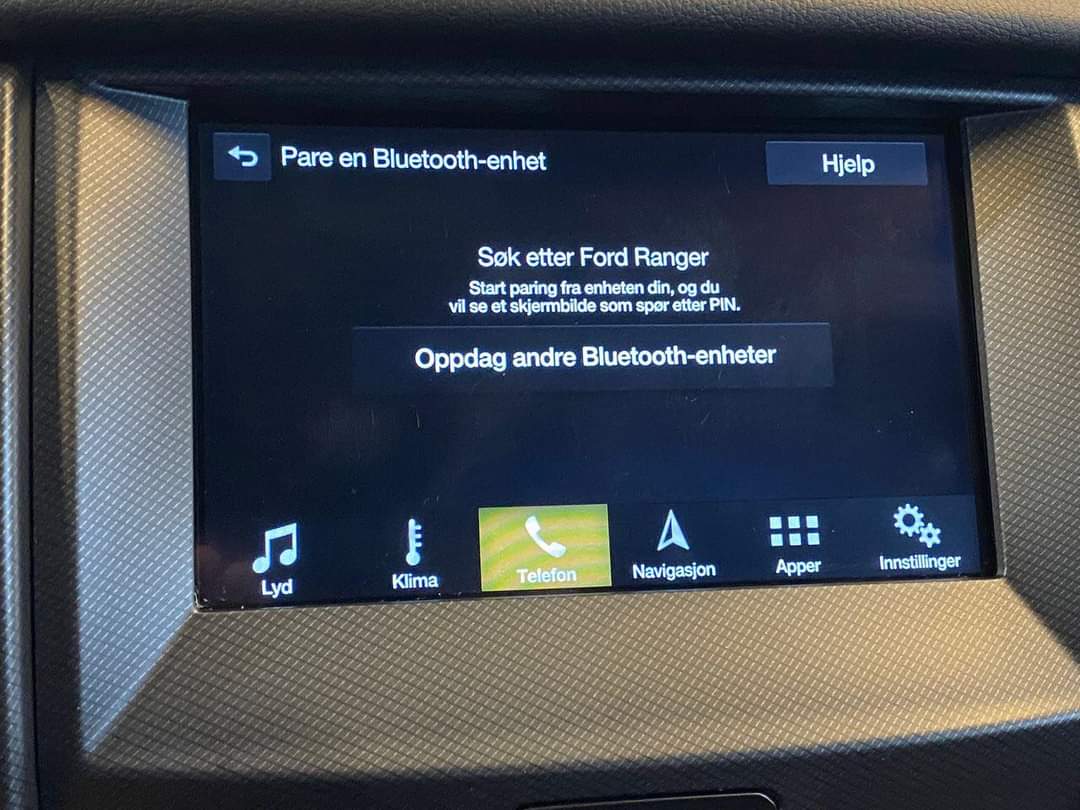 Pare en Bluetooth-enhet
Hjelp
Søk etter Ford Ranger
Start paring fra enheten din, og du
vil se et skjermbilde som spør etter PIN.
Oppdag andre Bluetooth-enheter
Lyd
Klima
Telefon
Navigasjon
Apper
Innstillinger